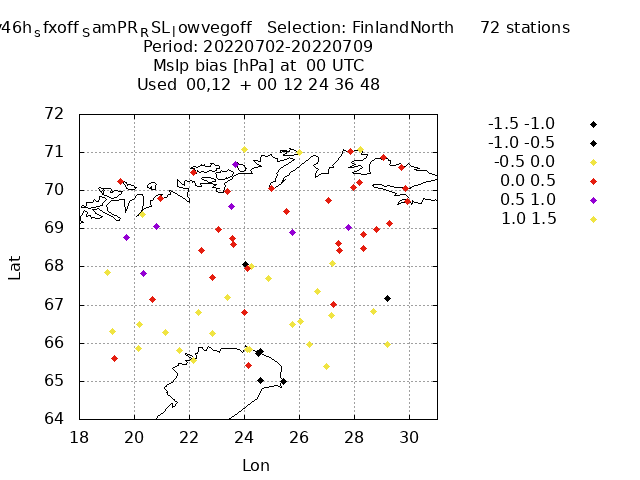 46h_sfxoff_samPR_RSL_lowvegoff Selection: FinlandNorth 72 stations
Period: 20220702-20220709
Mslp bias [hPa] at 00 UTC
Used 00,12 + 00 12 24 36 48
72
71
70
69
68
67
66
65
64
18 20 22 24 26 28 30
Lat
Lon
-1.5 -1.0
-1.0 -0.5
-0.5 0.0
0.0 0.5
0.5 1.0
1.0 1.5